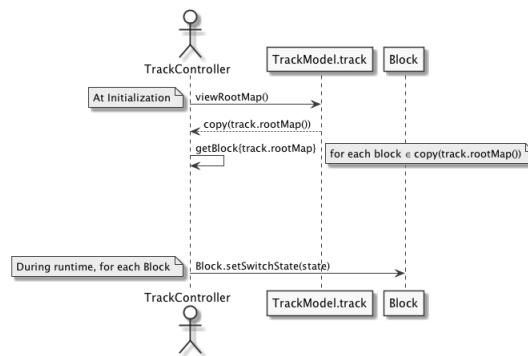 TrackController
TrackModel.track
Block
At Initialization
viewRootMap()
copy(track.rootMap())
getBlock{track.rootMap}
for each block ∈ copy(track.rootMap())
During runtime, for each Block
Block.setSwitchState(state)
TrackController
TrackModel.track
Block